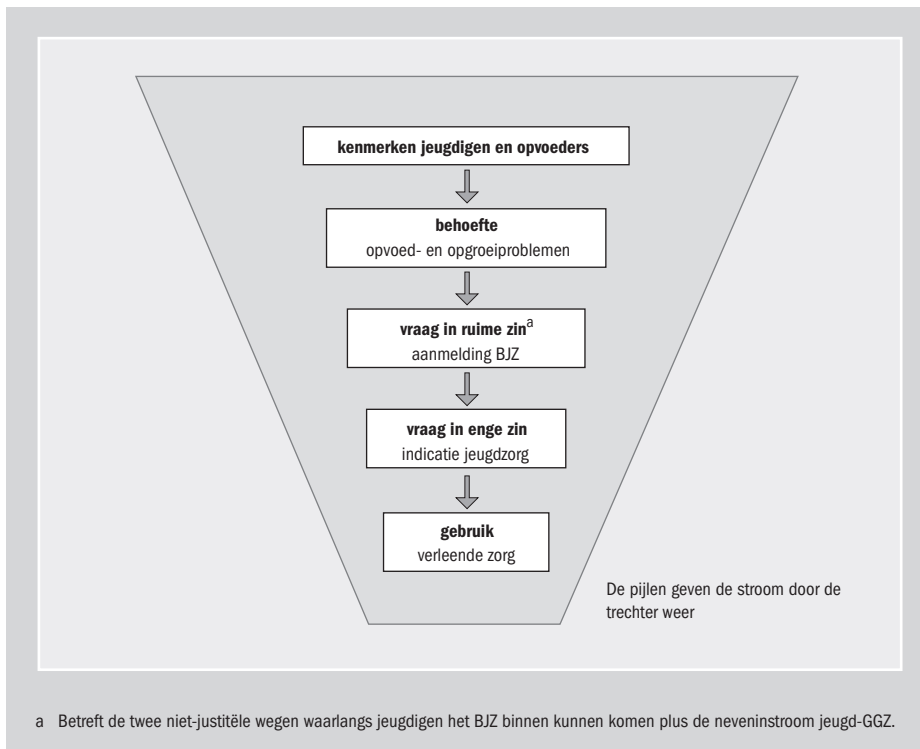 kenmerken jeugdigen en opvoeders
behoefte
opvoed- en opgroeiproblemen
vraag in ruime zin^a
aanmelding BJZ
vraag in enge zin
indicatie jeugdzorg
gebruik
verleende zorg
De pijlen geven de stroom door de
trechter weer
a Betreft de twee niet-justitële wegen waarlangs jeugdigen het BJZ binnen kunnen komen plus de neveninstroom jeugd-GGZ.